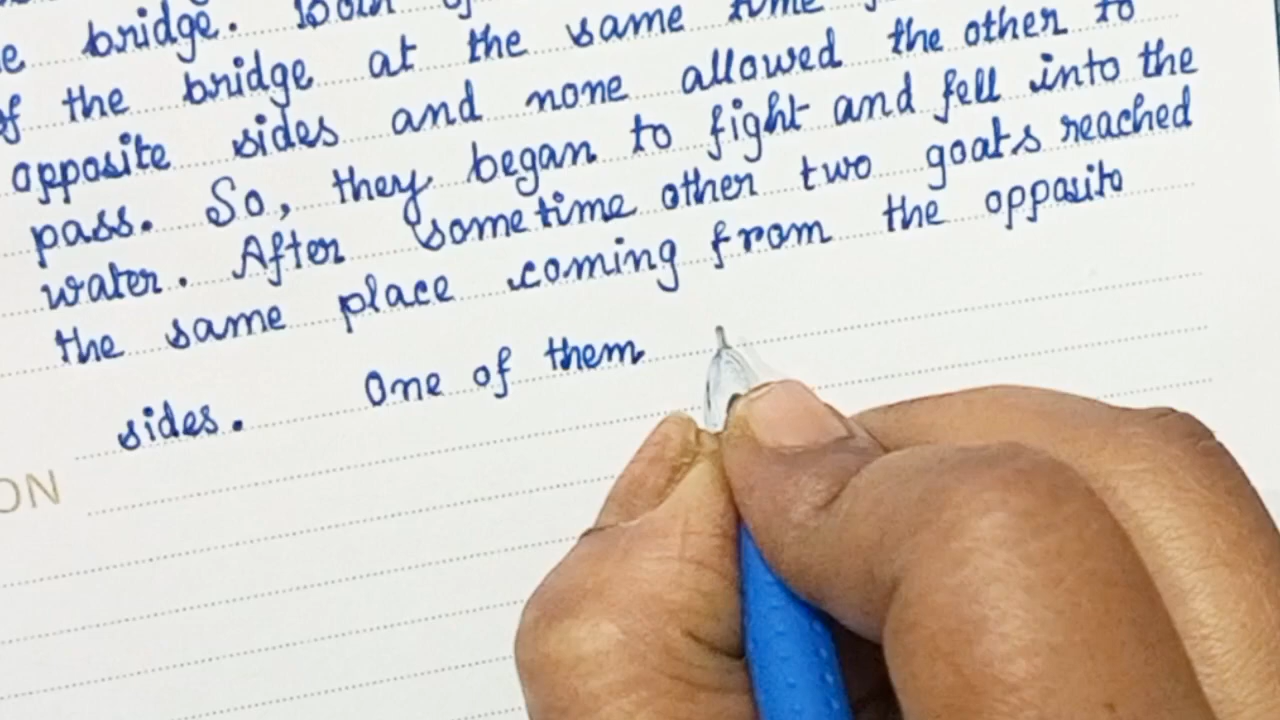 e bridge.
of the bridge at the same time
opposite sides and none allowed the other to
pass. So, they began to fight and fell into the
water. After sometime other two goats reached
the same place coming from the opposite
sides. One of them
ON